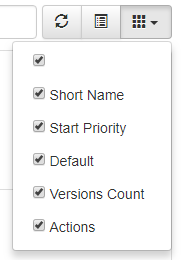 Short Name
Start Priority
Default
Versions Count
Actions